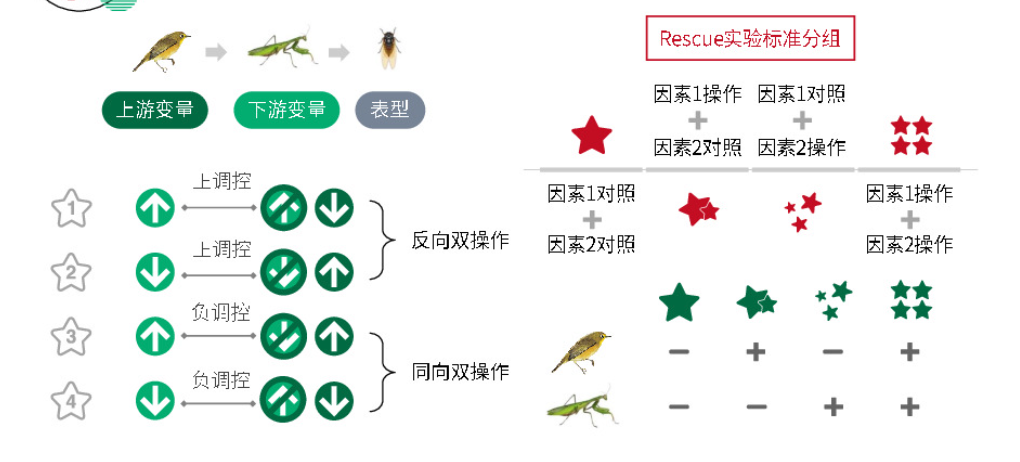 Rescue实验标准分组
上游变量 下游变量 表型
因素1操作 因素1对照
+ +
因素2对照 因素2操作
上调控
1
反向双操作
上调控
2
负调控
3
同向双操作
负调控
4
因素1对照 因素1操作
+ +
因素2对照 因素2操作
− + − +
− − + +